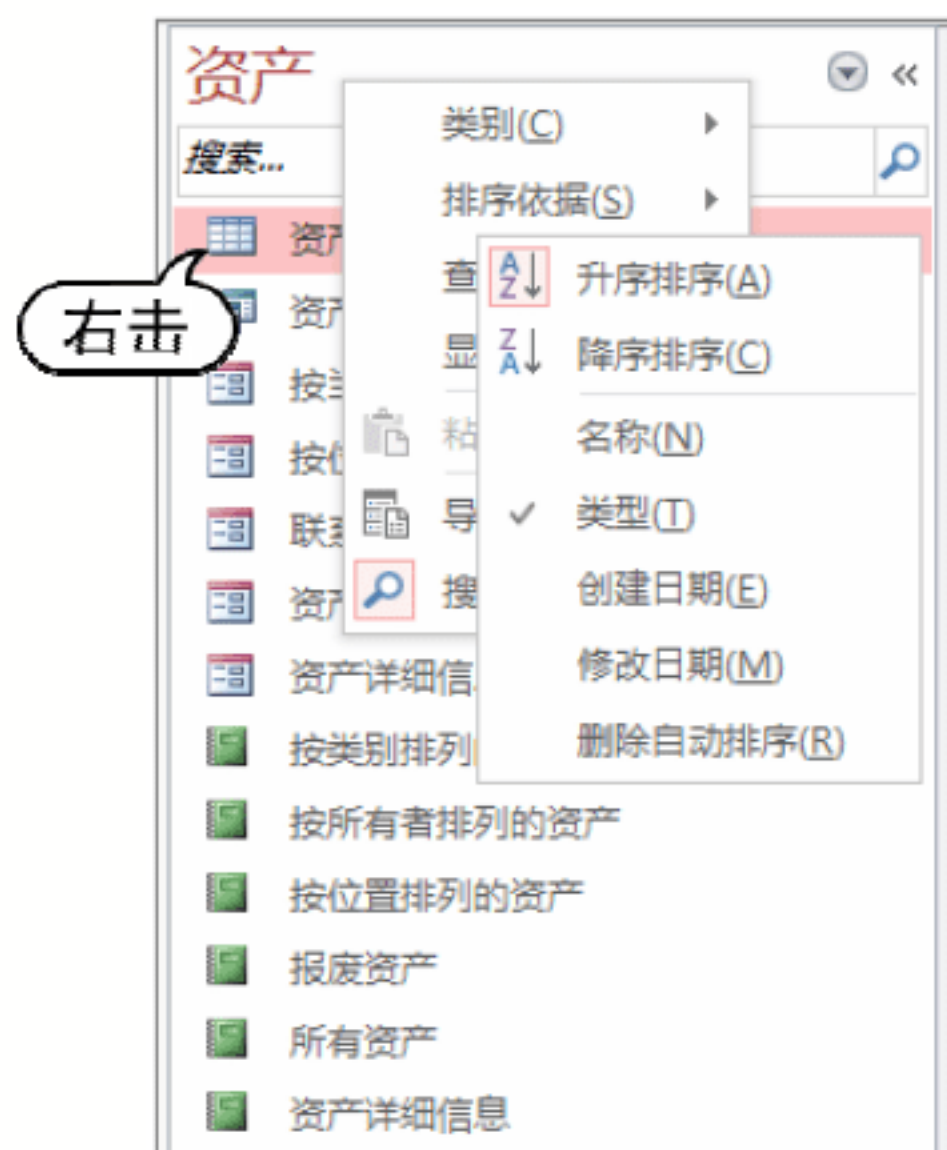 资产
搜索...
类别(C)
排序依据(S)
资产
查
升序排序(A)
资产
右击
显
降序排序(C)
按
粘
名称(N)
按
导
类型(T)
联
搜
创建日期(E)
资产
资产详细信
修改日期(M)
按类别排列
删除自动排序(R)
按所有者排列的资产
按位置排列的资产
报废资产
所有资产
资产详细信息